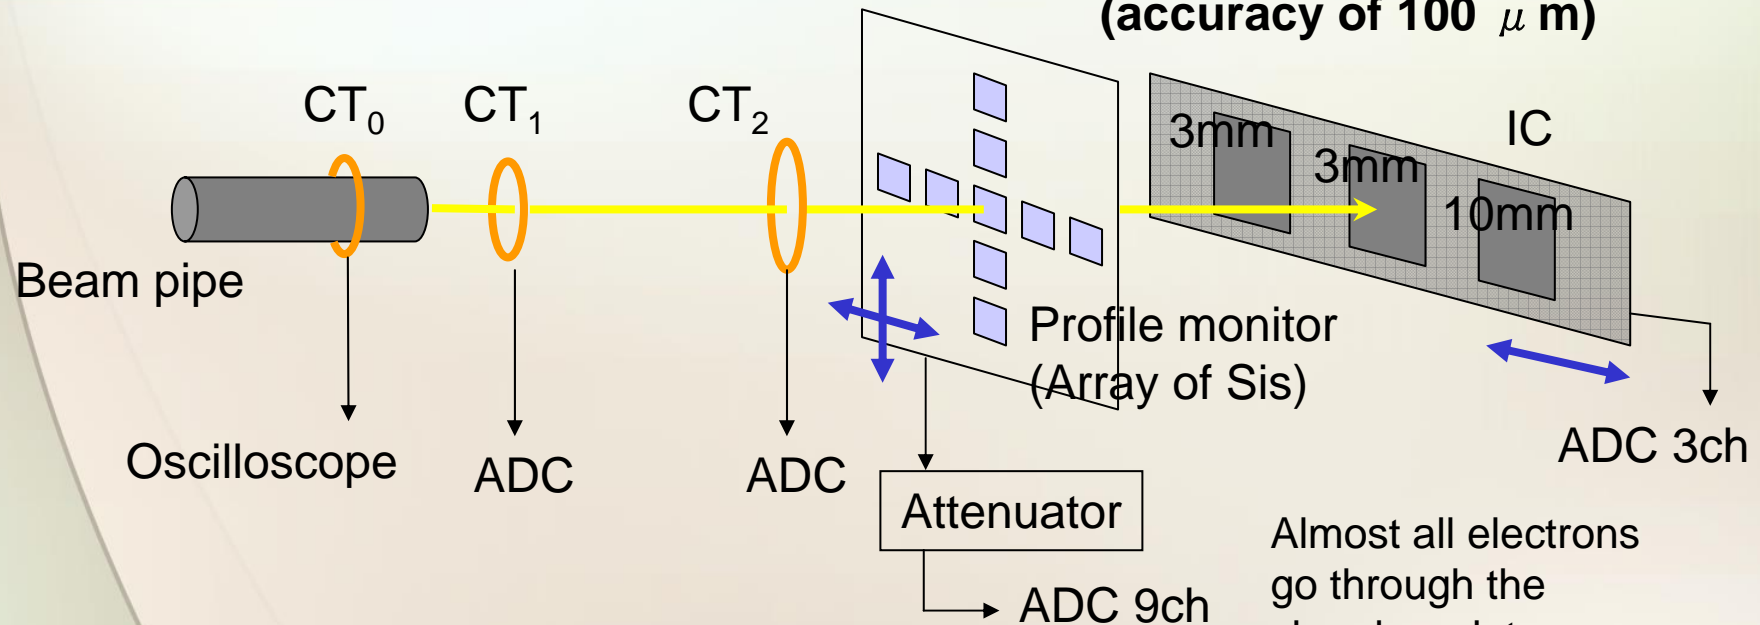 (accuracy of 100 μm)
CT0
CT1
CT2
3mm
3mm
10mm
IC
Beam pipe
Profile monitor
(Array of Sis)
Oscilloscope
ADC
ADC
ADC 3ch
Attenuator
ADC 9ch
Almost all electrons
go through the